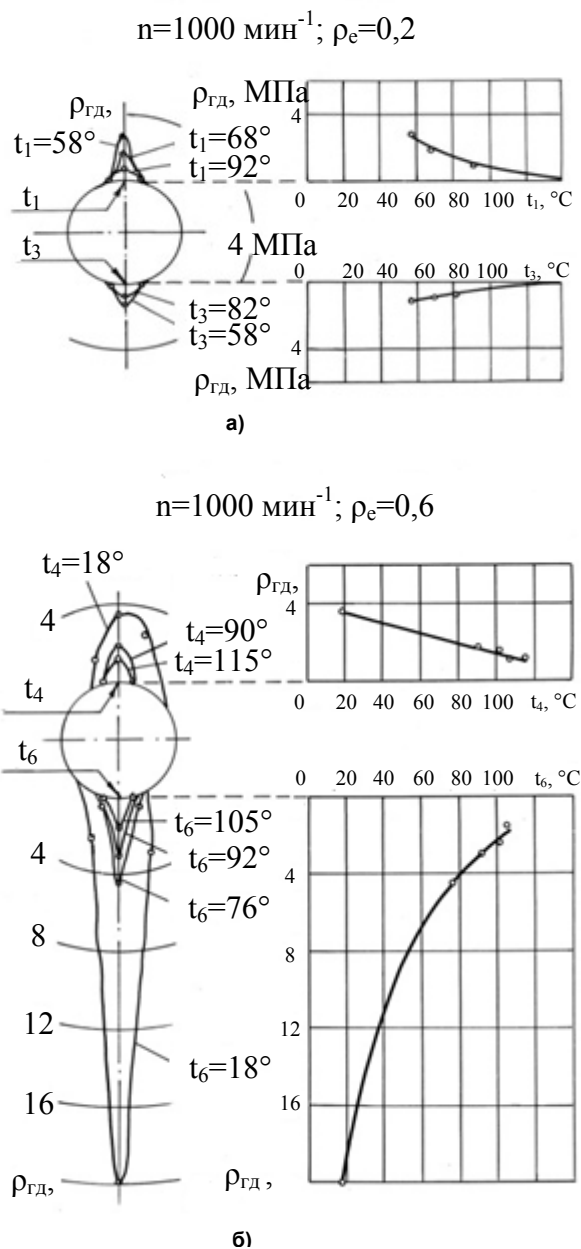 n=1000 мин⁻¹; ρₑ=0,2
ρгд, ρгд, МПа
t₁=58° t₁=68°
t₁=92°
4
t₁
0 20 40 60 80 100 t₁, °C
t₃
4 МПа
0 20 40 60 80 100 t₃, °C
t₃=82°
t₃=58°
4
ρгд, МПа
а)
n=1000 мин⁻¹; ρₑ=0,6
t₄=18°
ρгд,
4
4
t₄=90°
t₄=115°
t₄
0 20 40 60 80 100 t₄, °C
t₆
0 20 40 60 80 100 t₆, °C
t₆=105°
4
t₆=92°
4
t₆=76°
8
8
12
12
t₆=18°
16
16
ρгд, ρгд ,
б)